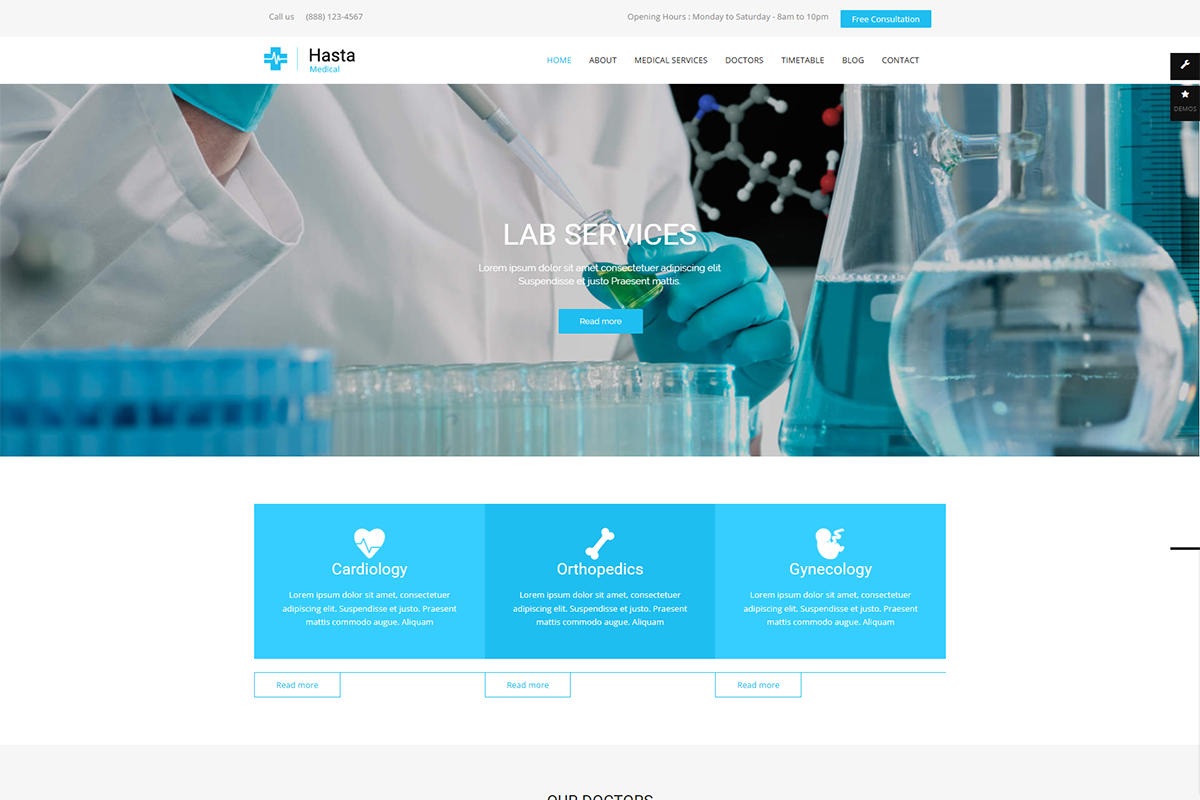 Call us (888) 123-4567
Opening Hours : Monday to Saturday - 8am to 10pm
Free Consultation
Hasta
Medical
HOME ABOUT MEDICAL SERVICES DOCTORS TIMETABLE BLOG CONTACT
DEMOS
LAB SERVICES
Lorem ipsum dolor sit amet consectetuer adipiscing elit
Suspendisse et justo Praesent mattis.
Read more
Cardiology
Lorem ipsum dolor sit amet, consectetuer
adipiscing elit. Suspendisse et justo. Praesent
mattis commodo augue. Aliquam
Read more
Orthopedics
Lorem ipsum dolor sit amet, consectetuer
adipiscing elit. Suspendisse et justo. Praesent
mattis commodo augue. Aliquam
Read more
Gynecology
Lorem ipsum dolor sit amet, consectetuer
adipiscing elit. Suspendisse et justo. Praesent
mattis commodo augue. Aliquam
Read more
OUR DOCTORS